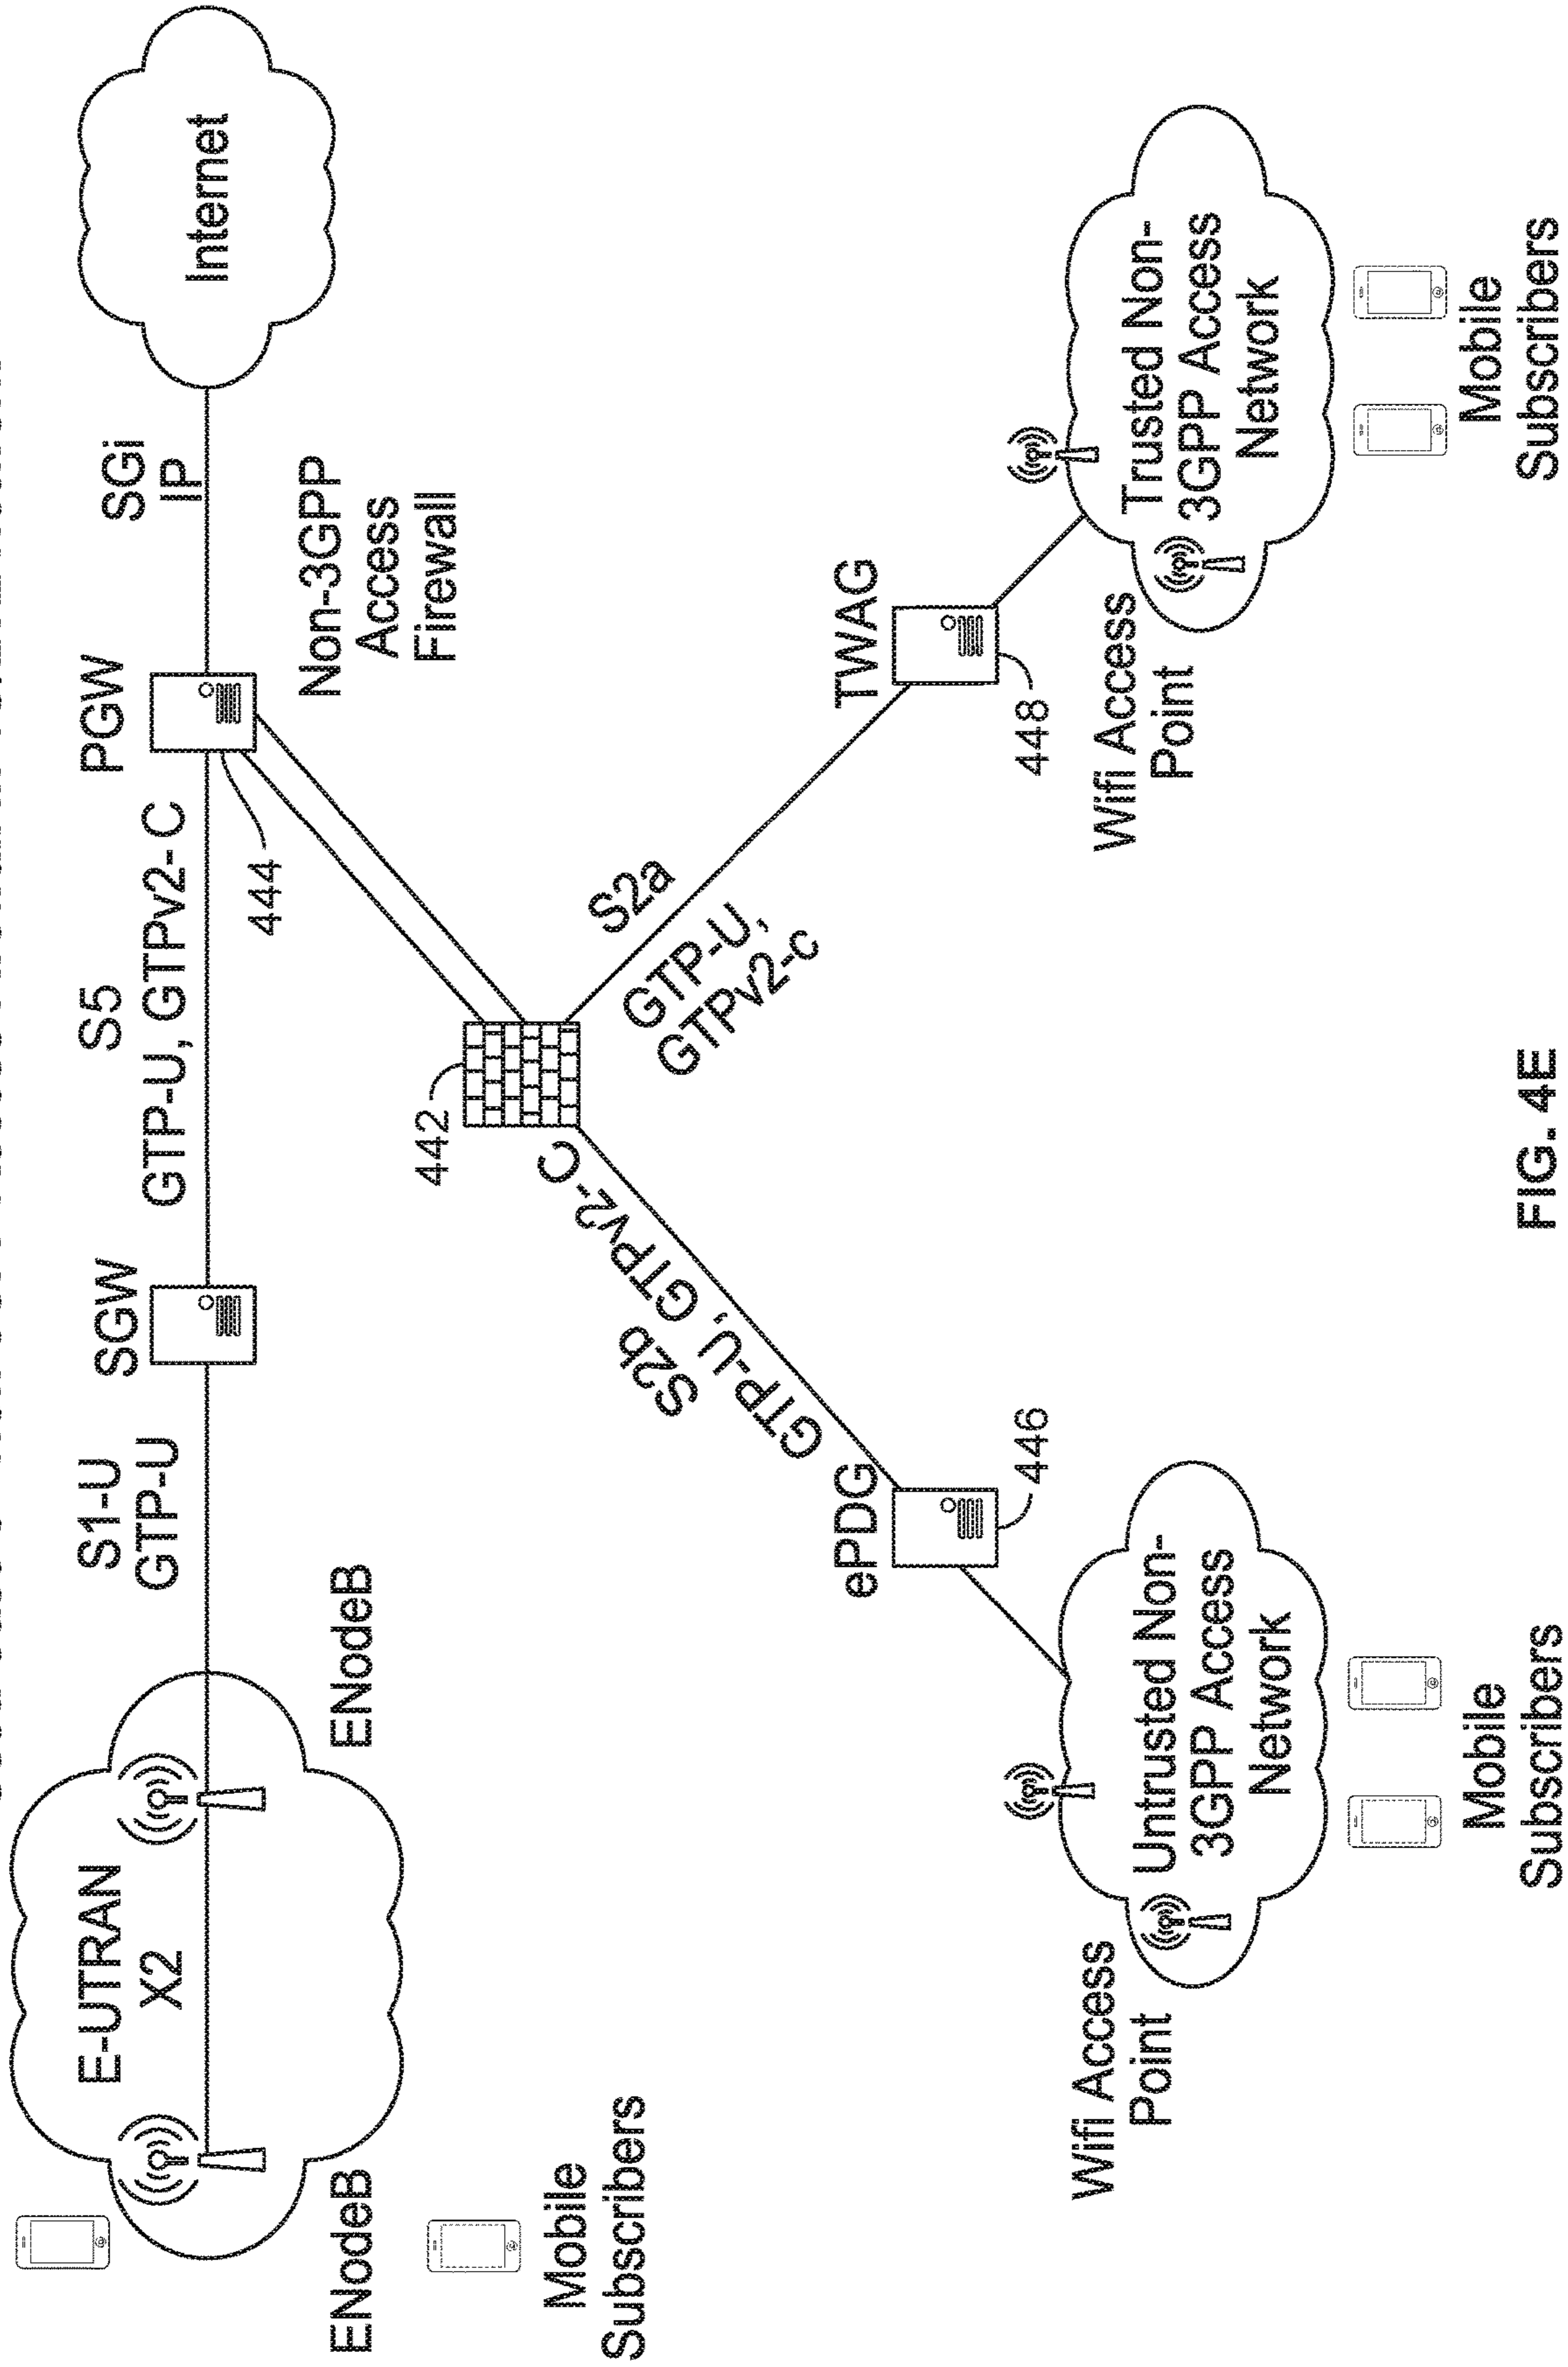 E-UTRAN
X2
ENodeB
ENodeB
Mobile
Subscribers
S1-U
GTP-U
SGW
S5
GTP-U, GTPv2- C
PGW
444
SGi
IP
Internet
Non-3GPP
Access
Firewall
442
S2b
GTP-U, GTPv2-C
S2a
GTP-U,
GTPv2-c
ePDG
446
TWAG
448
Wifi Access
Point
Untrusted Non-
3GPP Access
Network
Mobile
Subscribers
Wifi Access
Point
Trusted Non-
3GPP Access
Network
Mobile
Subscribers
FIG. 4E